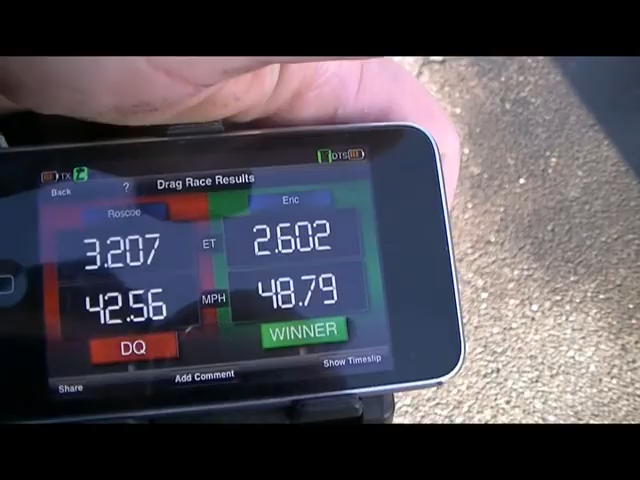 TX
DTS
Back
?
Drag Race Results
Roscoe
Eric
3.207
ET
2.602
42.56
MPH
48.79
DQ
WINNER
Share
Add Comment
Show Timeslip